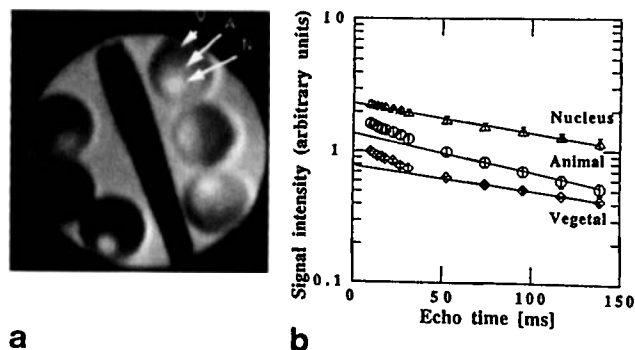 V A N
a
b
Signal intensity (arbitrary units)
10
1
0.1
Nucleus
Animal
Vegetal
0 50 100 150
Echo time [ms]